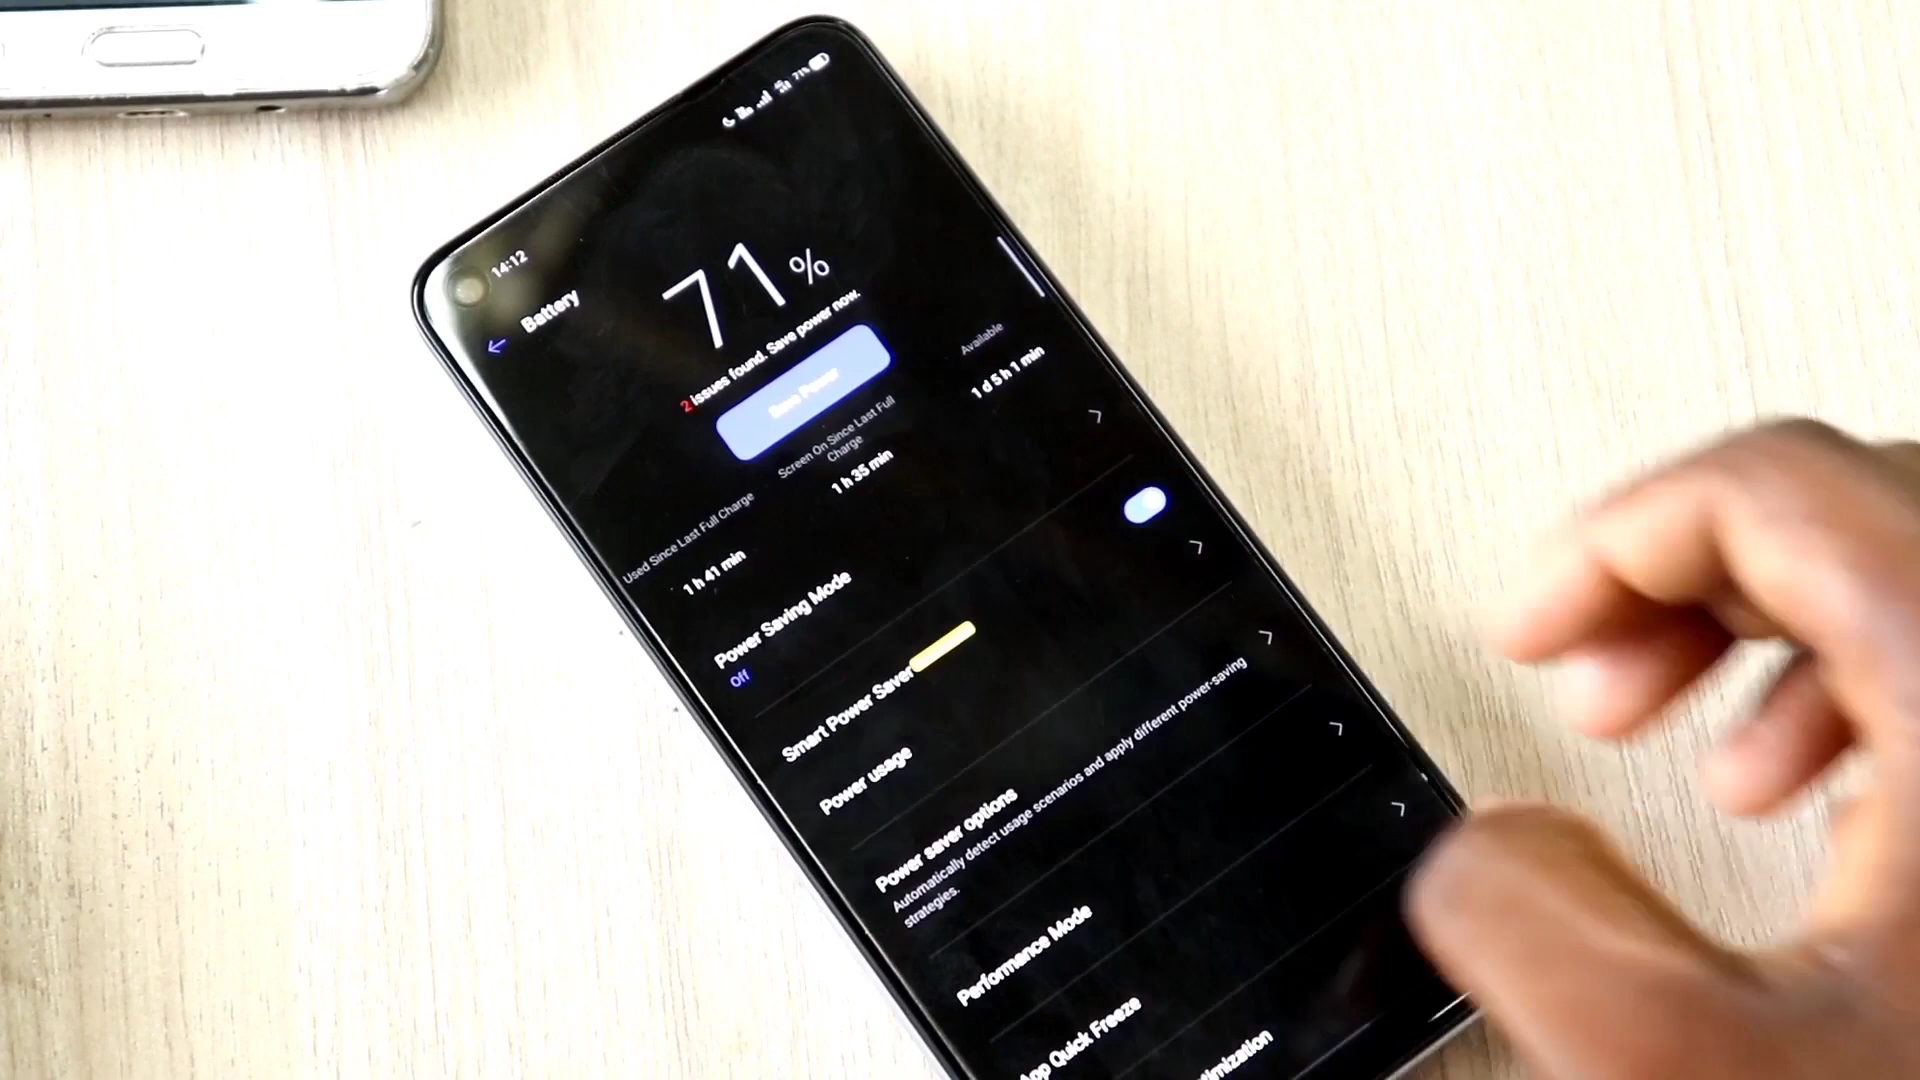 71%
14:12
Battery
71%
2 issues found. Save power now.
Save Power
Used Since Last Full Charge
1 h 41 min
Screen On Since Last Full
Charge
1 h 35 min
Available
1 d 5 h 1 min
Power Saving Mode
Off
Smart Power Saver
Power usage
Power saver options
Automatically detect usage scenarios and apply different power-saving
strategies.
Performance Mode
App Quick Freeze